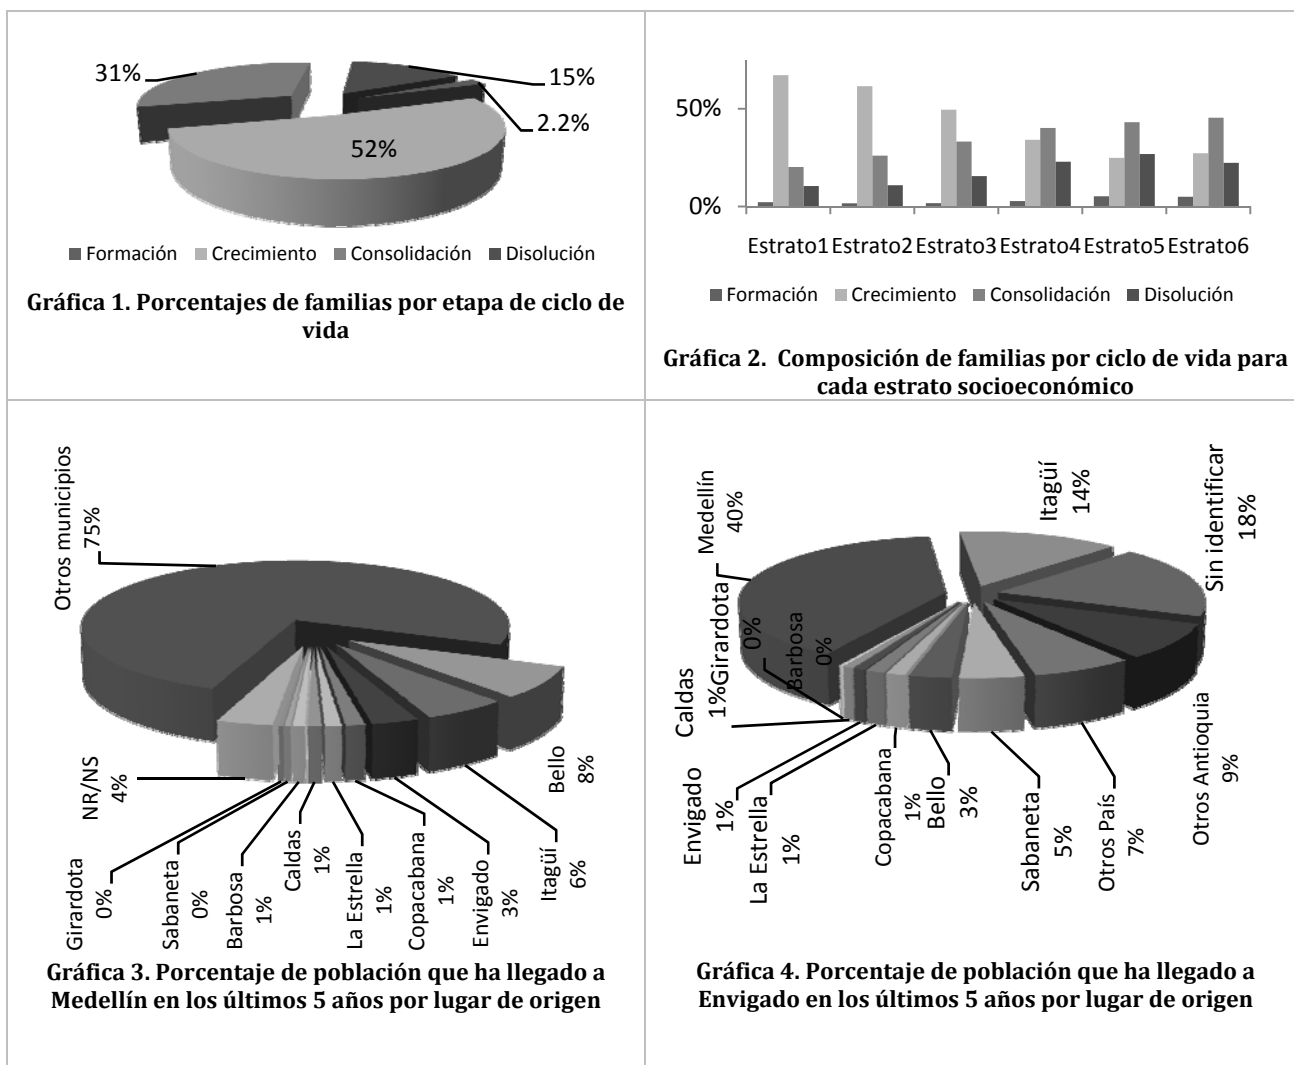 31%
15%
2.2%
52%
Formación Crecimiento Consolidación Disolución
Gráfica 1. Porcentajes de familias por etapa de ciclo de
vida
50%
0%
Estrato1 Estrato2 Estrato3 Estrato4 Estrato5 Estrato6
Formación Crecimiento Consolidación Disolución
Gráfica 2. Composición de familias por ciclo de vida para
cada estrato socioeconómico
Otros municipios
75%
NR/NS
4%
Girardota
0%
Sabaneta
0%
Barbosa
1%
Caldas
1%
La Estrella
1%
Copacabana
1%
Envigado
3%
Itagüí
6%
Bello
8%
Gráfica 3. Porcentaje de población que ha llegado a
Medellín en los últimos 5 años por lugar de origen
Medellín
40%
Itagüí
14%
Sin identificar
18%
Girardota
0%
Barbosa
0%
Caldas
1%
Envigado
1%
La Estrella
1%
Copacabana
1%
Bello
3%
Sabaneta
5%
Otros País
7%
Otros Antioquia
9%
Gráfica 4. Porcentaje de población que ha llegado a
Envigado en los últimos 5 años por lugar de origen